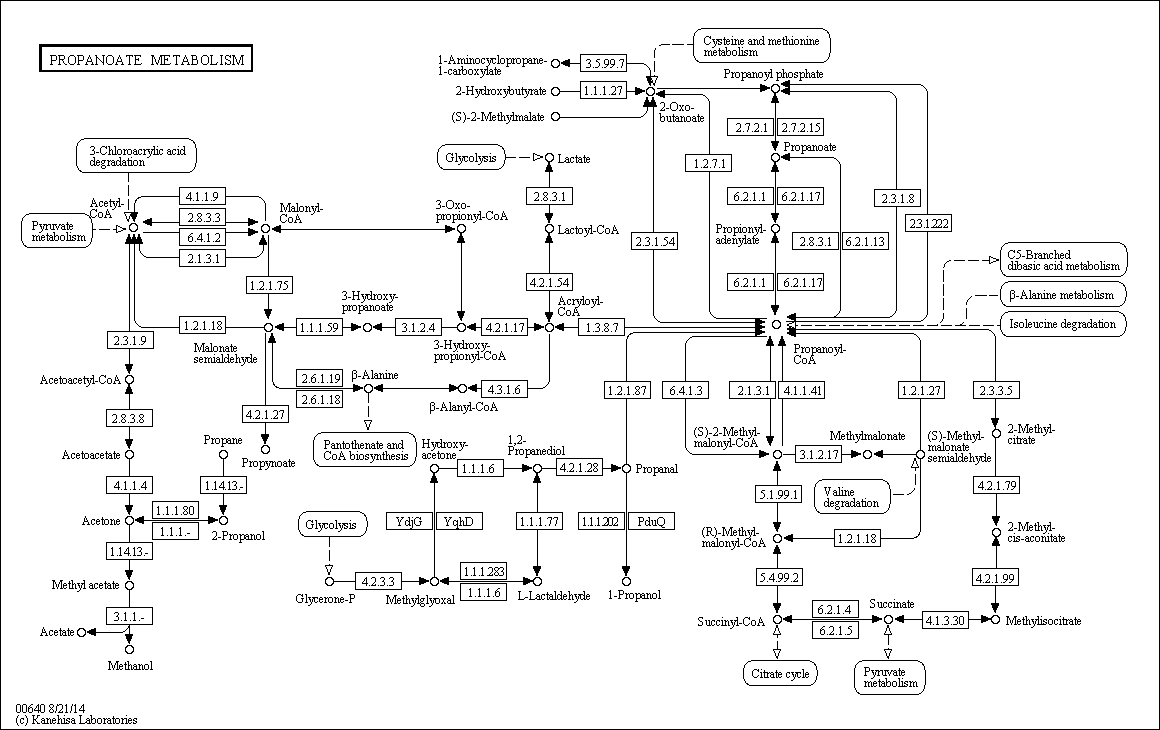 PROPANOATE METABOLISM
Cysteine and methionine
metabolism
1-Aminocyclopropane-
1-carboxylate
3.5.99.7
Propanoyl phosphate
2-Hydroxybutyrate
1.1.1.27
2-Oxo-
butanoate
(S)-2-Methylmalate
2.7.2.1
2.7.2.15
3-Chloroacrylic acid
degradation
Glycolysis
Lactate
Propanoate
1.2.7.1
4.1.1.9
2.8.3.1
6.2.1.1
6.2.1.17
2.3.1.8
Acetyl-
CoA
2.8.3.3
Malonyl-
CoA
3-Oxo-
propionyl-CoA
2.3.1.222
Pyruvate
metabolism
6.4.1.2
Lactoyl-CoA
Propionyl-
adenylate
2.3.1.54
2.8.3.1
6.2.1.13
2.1.3.1
C5-Branched
dibasic acid metabolism
1.2.1.75
4.2.1.54
6.2.1.1
6.2.1.17
3-Hydroxy-
propanoate
Acryloyl-
CoA
β-Alanine metabolism
1.2.1.18
1.1.1.59
3.1.2.4
4.2.1.17
1.3.8.7
Isoleucine degradation
2.3.1.9
Malonate
semialdehyde
3-Hydroxy-
propionyl-CoA
Propanoyl-
CoA
Acetoacetyl-CoA
2.6.1.19
2.6.1.18
β-Alanine
β-Alanyl-CoA
4.3.1.6
1.2.1.87
6.4.1.3
2.1.3.1
4.1.1.41
1.2.1.27
2.3.3.5
2.8.3.8
4.2.1.27
Propane
Pantothenate and
CoA biosynthesis
Hydroxy-
acetone
1,2-
Propanediol
(S)-2-Methyl-
malonyl-CoA
Methylmalonate
(S)-Methyl-
malonate
semialdehyde
2-Methyl-
citrate
Acetoacetate
Propynoate
1.1.1.6
4.2.1.28
Propanal
3.1.2.17
4.1.1.4
1.14.13.-
5.1.99.1
Valine
degradation
4.2.1.79
Acetone
1.1.1.80
1.1.1.-
2-Propanol
Glycolysis
YdjG
YqhD
1.1.1.77
1.1.1.202
PduQ
(R)-Methyl-
malonyl-CoA
1.2.1.18
2-Methyl-
cis-aconitate
1.14.13.-
Methyl acetate
4.2.3.3
1.1.1.283
1.1.1.6
5.4.99.2
4.2.1.99
Glycerone-P
Methylglyoxal
L-Lactaldehyde
1-Propanol
3.1.1.-
Acetate
Succinyl-CoA
6.2.1.4
6.2.1.5
Succinate
4.1.3.30
Methylisocitrate
Methanol
Citrate cycle
Pyruvate
metabolism
00640 8/21/14
(c) Kanehisa Laboratories